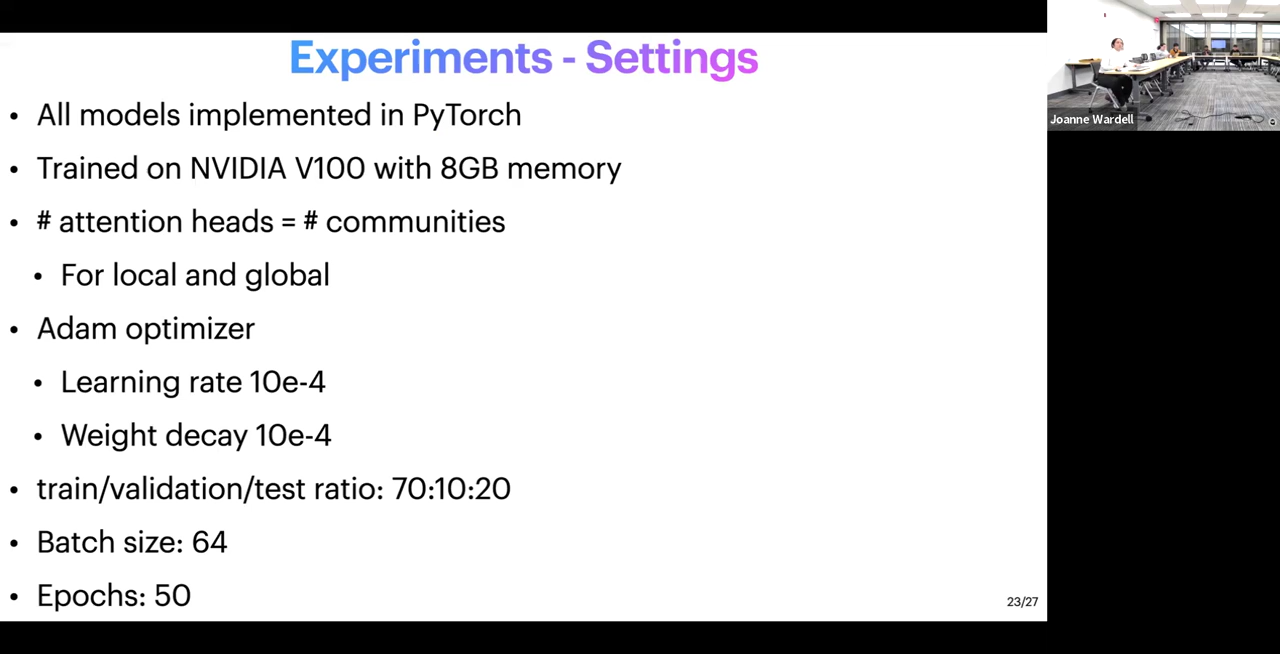 Experiments - Settings
• All models implemented in PyTorch
• Trained on NVIDIA V100 with 8GB memory
• # attention heads = # communities
• For local and global
• Adam optimizer
• Learning rate 10e-4
• Weight decay 10e-4
• train/validation/test ratio: 70:10:20
• Batch size: 64
• Epochs: 50
23/27
Joanne Wardell